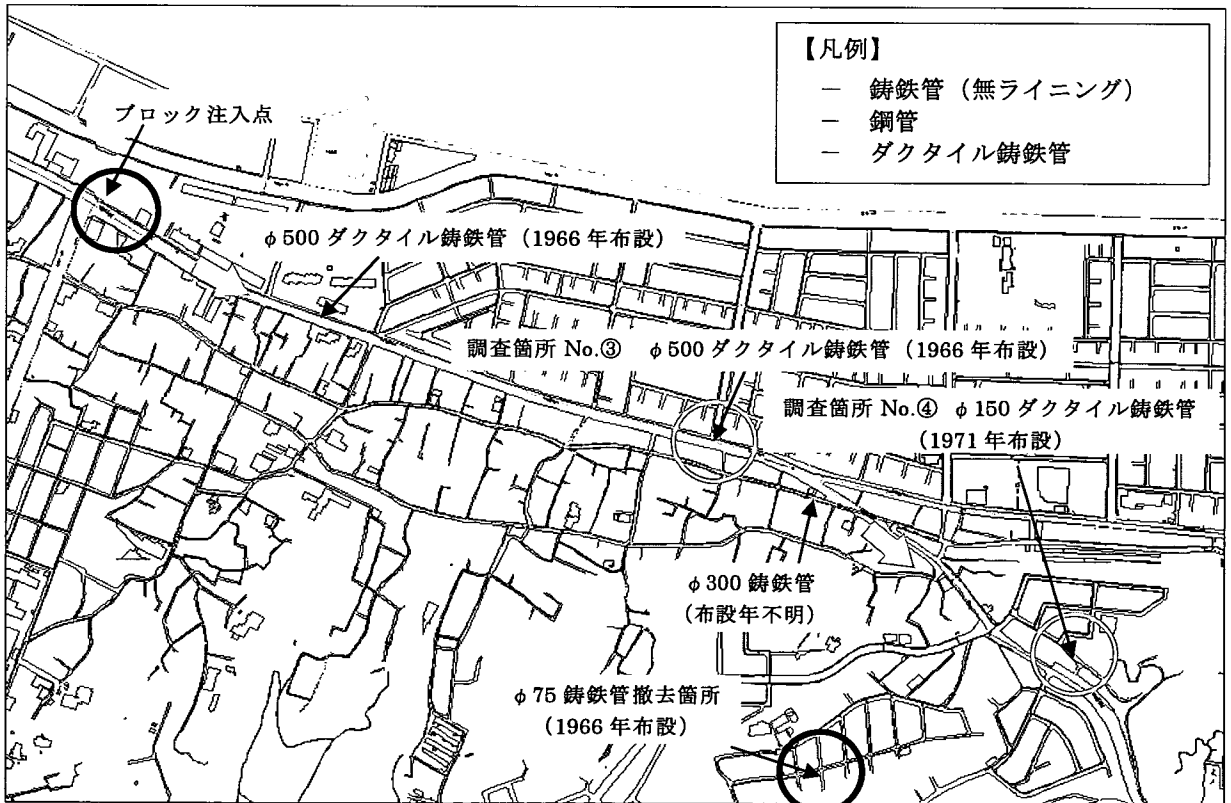 【凡例】
― 鋳鉄管（無ライニング）
― 鋼管
― ダクタイル鋳鉄管
ブロック注入点
φ500 ダクタイル鋳鉄管（1966 年布設）
調査箇所 No.③　φ500 ダクタイル鋳鉄管（1966 年布設）
調査箇所 No.④　φ150 ダクタイル鋳鉄管
（1971 年布設）
φ300 鋳鉄管
（布設年不明）
φ75 鋳鉄管撤去箇所
（1966 年布設）